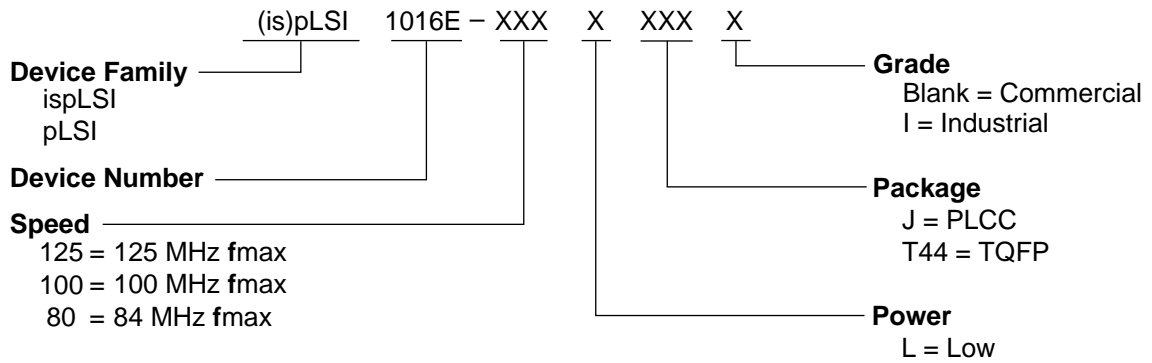 (is)pLSI 1016E – XXX X XXX X
Device Family
ispLSI
pLSI
Device Number
Speed
125 = 125 MHz fmax
100 = 100 MHz fmax
80 = 84 MHz fmax
Grade
Blank = Commercial
I = Industrial
Package
J = PLCC
T44 = TQFP
Power
L = Low